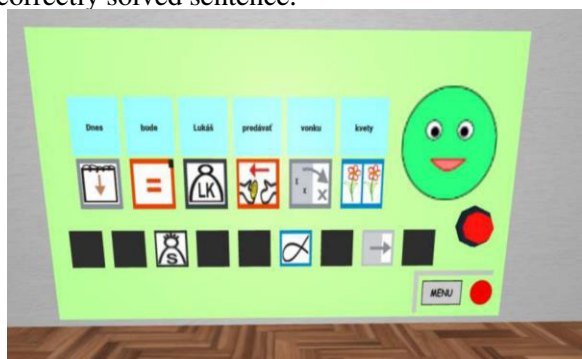 correctly solved sentence.
Dnes bude Lukáš predávať vonku kvety
LK
x
S
MENU